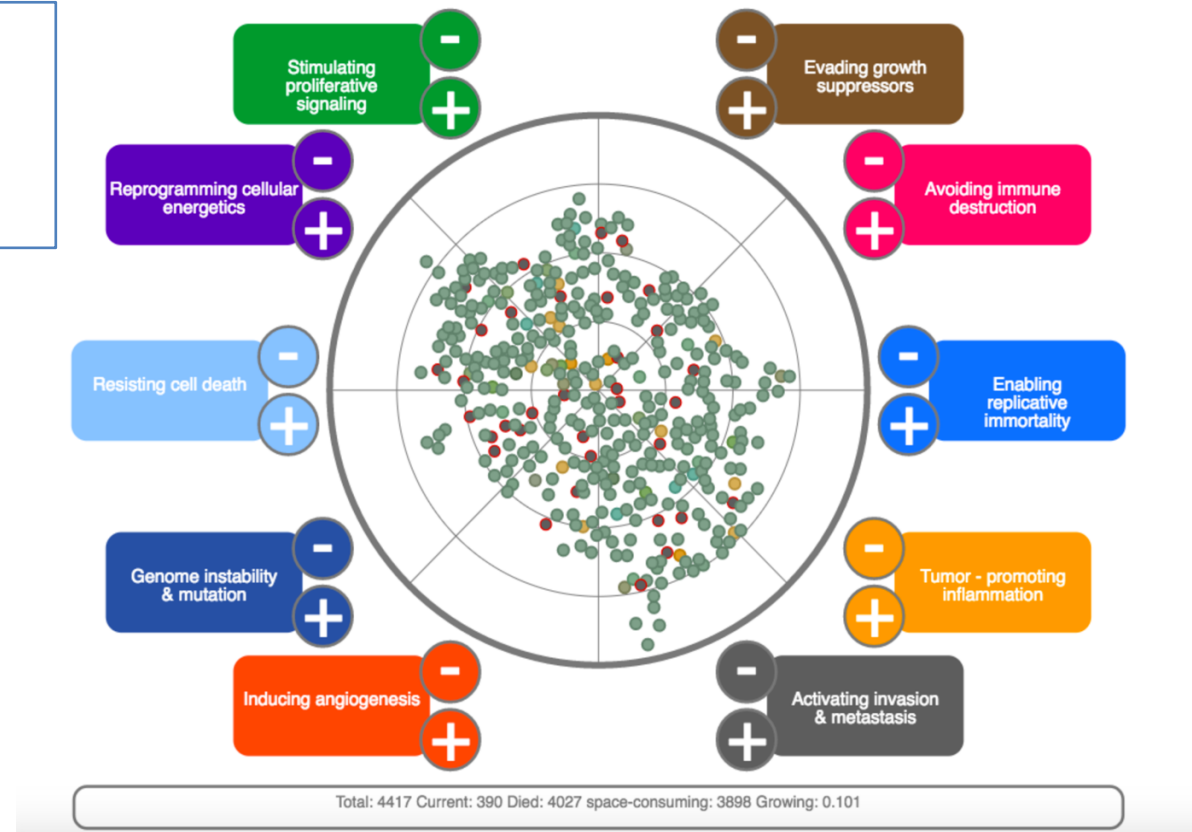 Stimulating
proliferative
signaling
-
+
Evading growth
suppressors
-
+
Reprogramming cellular
energetics
-
+
Avoiding immune
destruction
-
+
Resisting cell death
-
+
Enabling
replicative
immortality
-
+
Genome instability
& mutation
-
+
Tumor - promoting
inflammation
-
+
Inducing angiogenesis
-
+
Activating invasion
& metastasis
-
+
Total: 4417 Current: 390 Died: 4027 space-consuming: 3898 Growing: 0.101